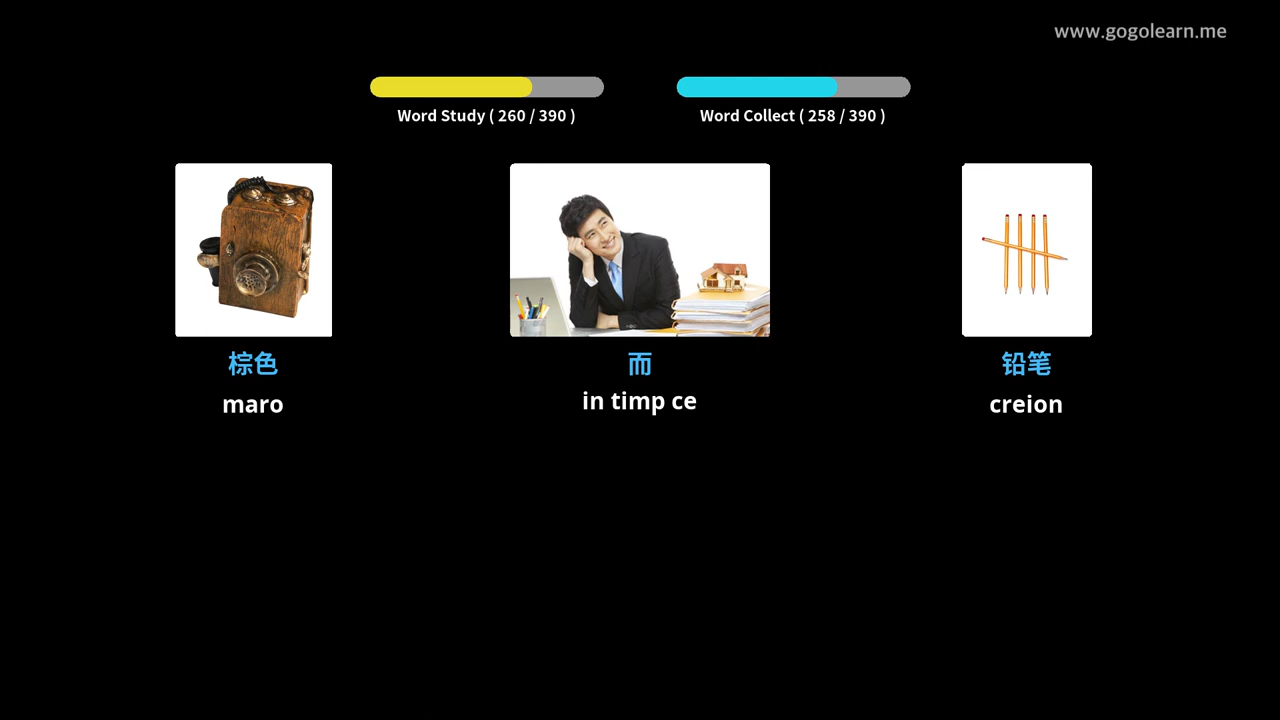 www.gogolearn.me
Word Study ( 260 / 390 )
Word Collect ( 258 / 390 )
棕色
maro
而
in timp ce
铅笔
creion